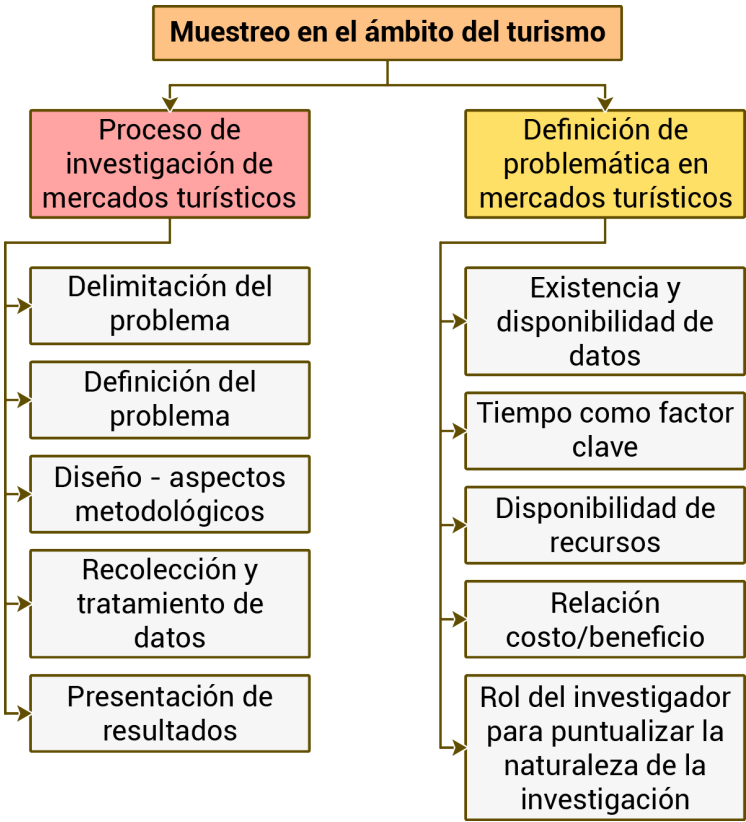 Muestreo en el ámbito del turismo
Proceso de
investigación de
mercados turísticos
Delimitación del
problema
Definición del
problema
Diseño - aspectos
metodológicos
Recolección y
tratamiento de
datos
Presentación de
resultados
Definición de
problemática en
mercados turísticos
Existencia y
disponibilidad de
datos
Tiempo como factor
clave
Disponibilidad de
recursos
Relación
costo/beneficio
Rol del investigador
para puntualizar la
naturaleza de la
investigación